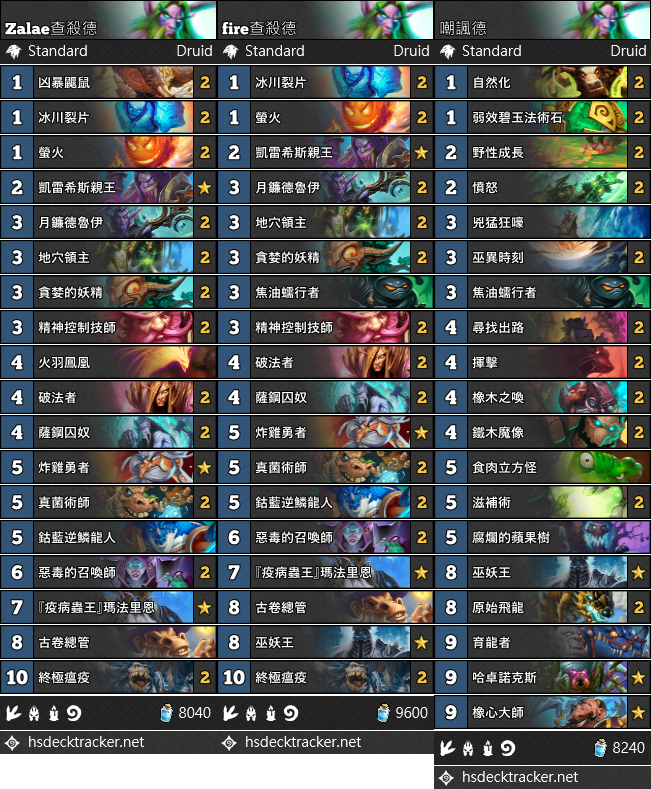 Zalae查殺德
Standard Druid
1 凶暴鼴鼠 2
1 冰川裂片 2
1 螢火 2
2 凱雷希斯親王 ★
3 月鐮德魯伊 2
3 地穴領主 2
3 貪婪的妖精 2
3 精神控制技師 2
4 火羽鳳凰
4 破法者 2
4 薩鋼囚奴 2
5 炸雞勇者 ★
5 真菌術師 2
5 鈷藍逆鱗龍人
6 惡毒的召喚師 2
7 『疫病蟲王』瑪法里恩 ★
8 古卷總管
10 終極瘟疫 2
8040
hsdecktracker.net
fire查殺德
Standard Druid
1 冰川裂片 2
1 螢火 2
2 凱雷希斯親王 ★
3 月鐮德魯伊 2
3 地穴領主 2
3 貪婪的妖精 2
3 焦油蠕行者
3 精神控制技師 2
4 破法者 2
4 薩鋼囚奴 2
5 炸雞勇者 ★
5 真菌術師 2
5 鈷藍逆鱗龍人 2
6 惡毒的召喚師 2
7 『疫病蟲王』瑪法里恩 ★
8 古卷總管
8 巫妖王 ★
10 終極瘟疫 2
9600
hsdecktracker.net
嘲諷德
Standard Druid
1 自然化 2
1 弱效碧玉法術石 2
2 野性成長 2
2 憤怒 2
3 兇猛狂嚎
3 巫異時刻 2
3 焦油蠕行者
4 尋找出路 2
4 揮擊 2
4 橡木之喚 2
4 鐵木魔像 2
5 食肉立方怪
5 滋補術 2
5 腐爛的蘋果樹
8 巫妖王 ★
8 原始飛龍 2
9 育龍者
9 哈卓諾克斯 ★
9 橡心大師 ★
8240
hsdecktracker.net